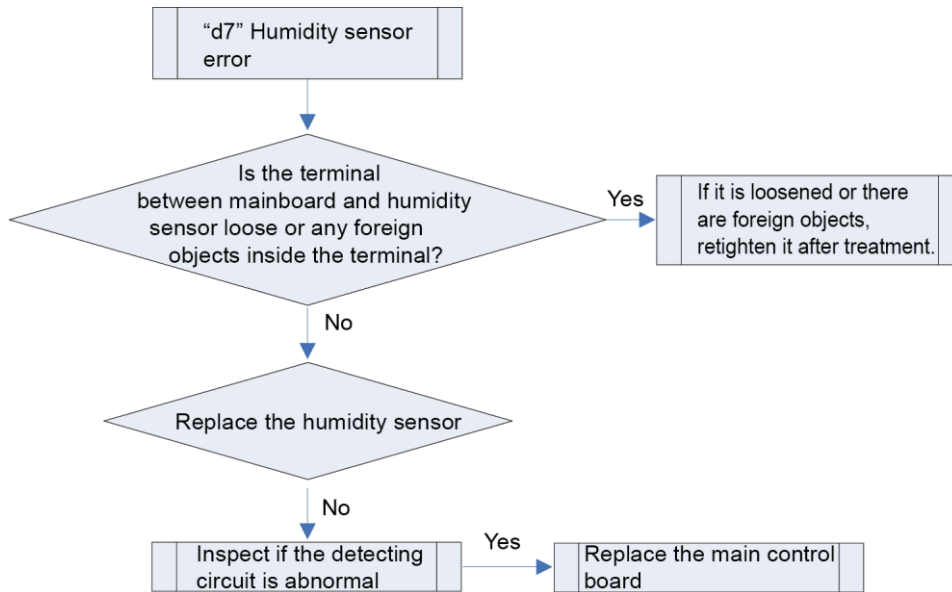 “d7” Humidity sensor
error
Is the terminal
between mainboard and humidity
sensor loose or any foreign
objects inside the terminal?
Yes
If it is loosened or there
are foreign objects,
retighten it after treatment.
No
Replace the humidity sensor
No
Inspect if the detecting
circuit is abnormal
Yes
Replace the main control
board